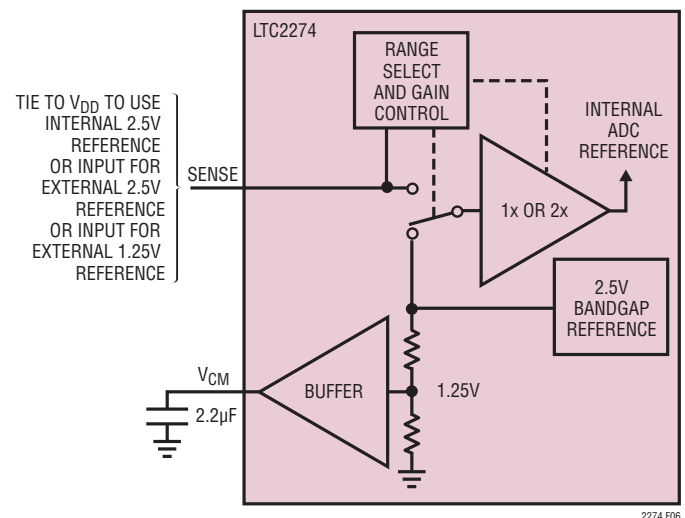 LTC2274
RANGE
SELECT
AND GAIN
CONTROL
TIE TO VDD TO USE
INTERNAL 2.5V
REFERENCE
OR INPUT FOR
EXTERNAL 2.5V
REFERENCE
OR INPUT FOR
EXTERNAL 1.25V
REFERENCE
SENSE
INTERNAL
ADC
REFERENCE
1x OR 2x
2.5V
BANDGAP
REFERENCE
VCM
BUFFER
1.25V
2.2µF
2274 F06